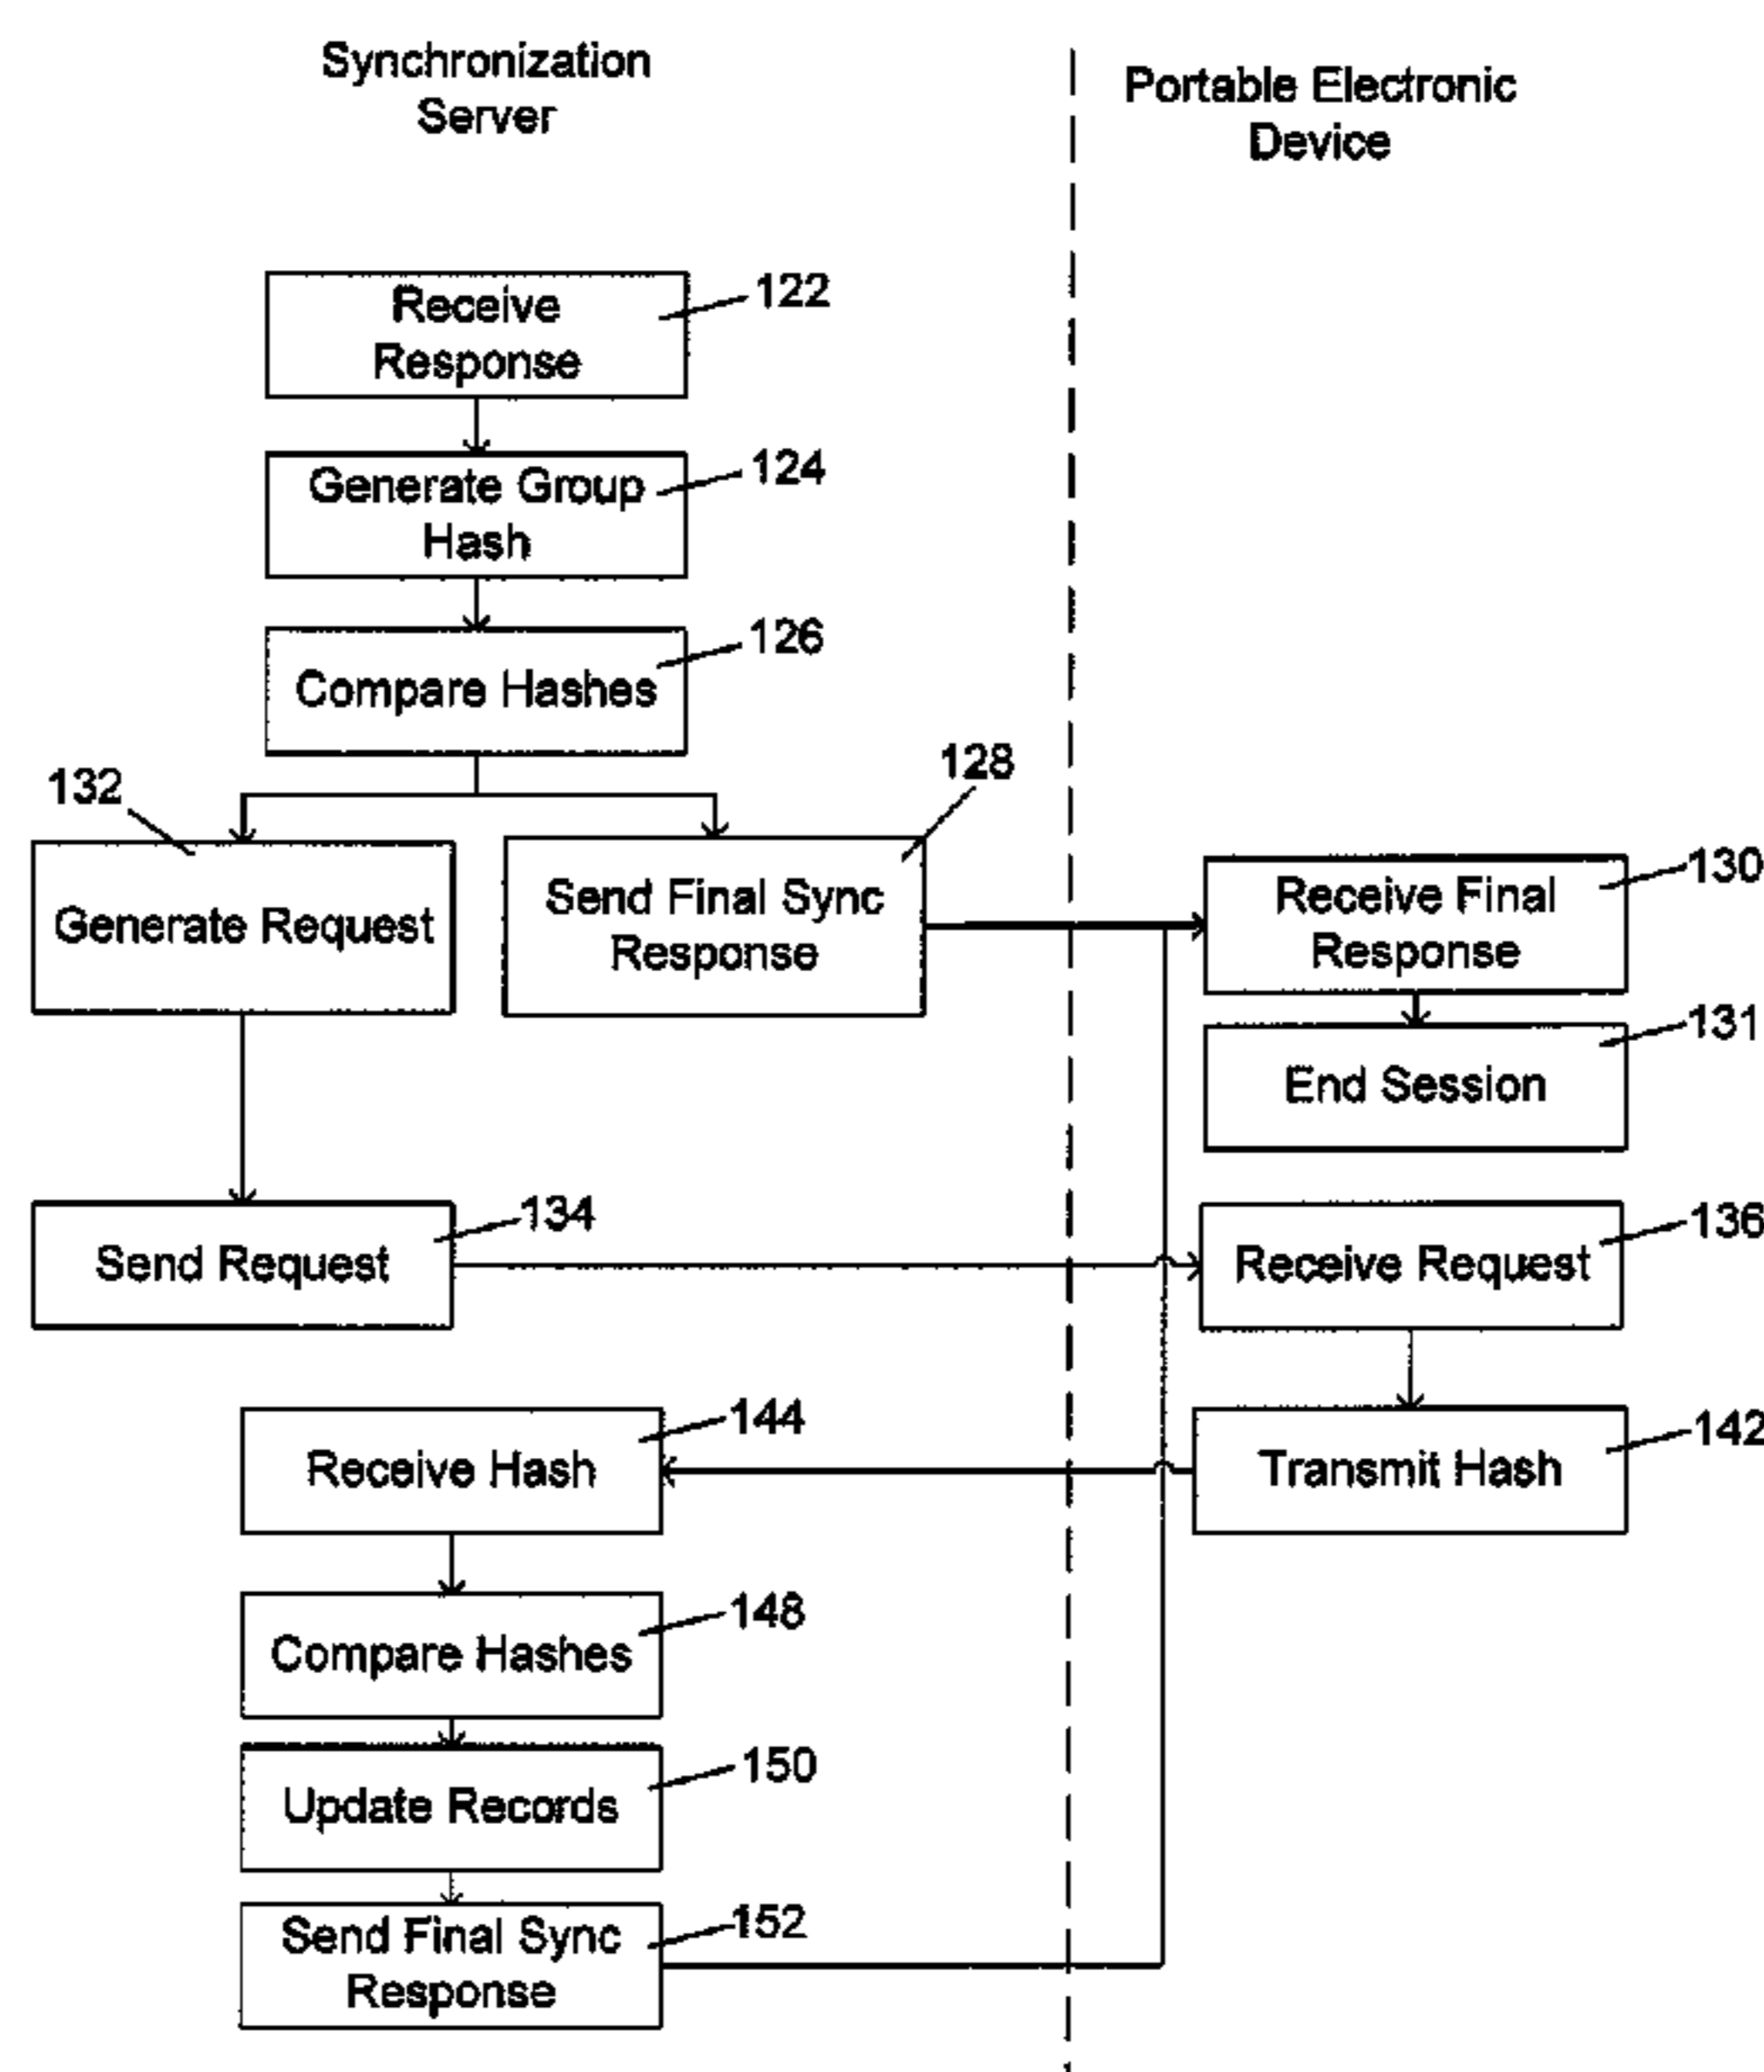 Synchronization
Server
Portable Electronic
Device
Receive
Response
122
Generate Group
Hash
124
Compare Hashes
126
132
128
Generate Request
Send Final Sync
Response
Receive Final
Response
130
End Session
131
Send Request
134
Receive Request
136
Receive Hash
144
Transmit Hash
142
Compare Hashes
148
Update Records
150
Send Final Sync
Response
152